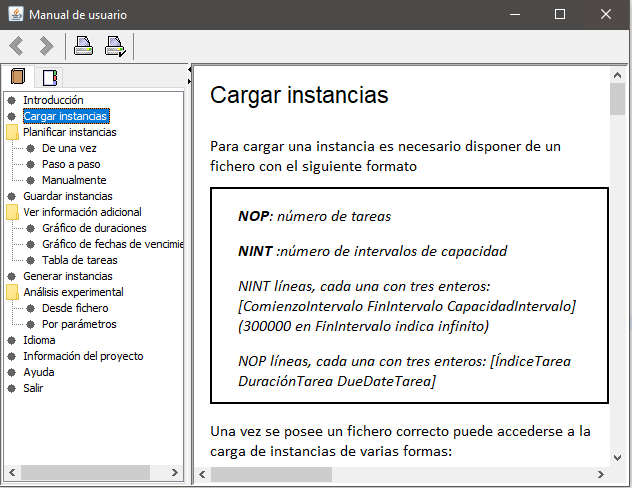 Manual de usuario
Introducción
Cargar instancias
Planificar instancias
De una vez
Paso a paso
Manualmente
Guardar instancias
Ver información adicional
Gráfico de duraciones
Gráfico de fechas de vencimie
Tabla de tareas
Generar instancias
Análisis experimental
Desde fichero
Por parámetros
Idioma
Información del proyecto
Ayuda
Salir
Cargar instancias
Para cargar una instancia es necesario disponer de un
fichero con el siguiente formato
NOP: número de tareas
NINT :número de intervalos de capacidad
NINT líneas, cada una con tres enteros:
[ComienzoIntervalo FinIntervalo CapacidadIntervalo]
(300000 en FinIntervalo indica infinito)
NOP líneas, cada una con tres enteros: [ÍndiceTarea
DuraciónTarea DueDateTarea]
Una vez se posee un fichero correcto puede accederse a la
carga de instancias de varias formas: